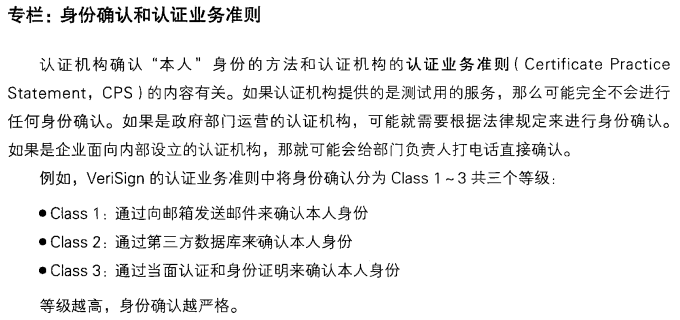 专栏：身份确认和认证业务准则
认证机构确认“本人”身份的方法和认证机构的认证业务准则（Certificate Practice
Statement，CPS）的内容有关。如果认证机构提供的是测试用的服务，那么可能完全不会进行
任何身份确认。如果是政府部门运营的认证机构，可能就需要根据法律规定来进行身份确认。
如果是企业面向内部设立的认证机构，那就可能会给部门负责人打电话直接确认。
例如，VeriSign 的认证业务准则中将身份确认分为 Class 1～3 共三个等级：
●Class 1：通过向邮箱发送邮件来确认本人身份
●Class 2：通过第三方数据库来确认本人身份
●Class 3：通过当面认证和身份证明来确认本人身份
等级越高，身份确认越严格。